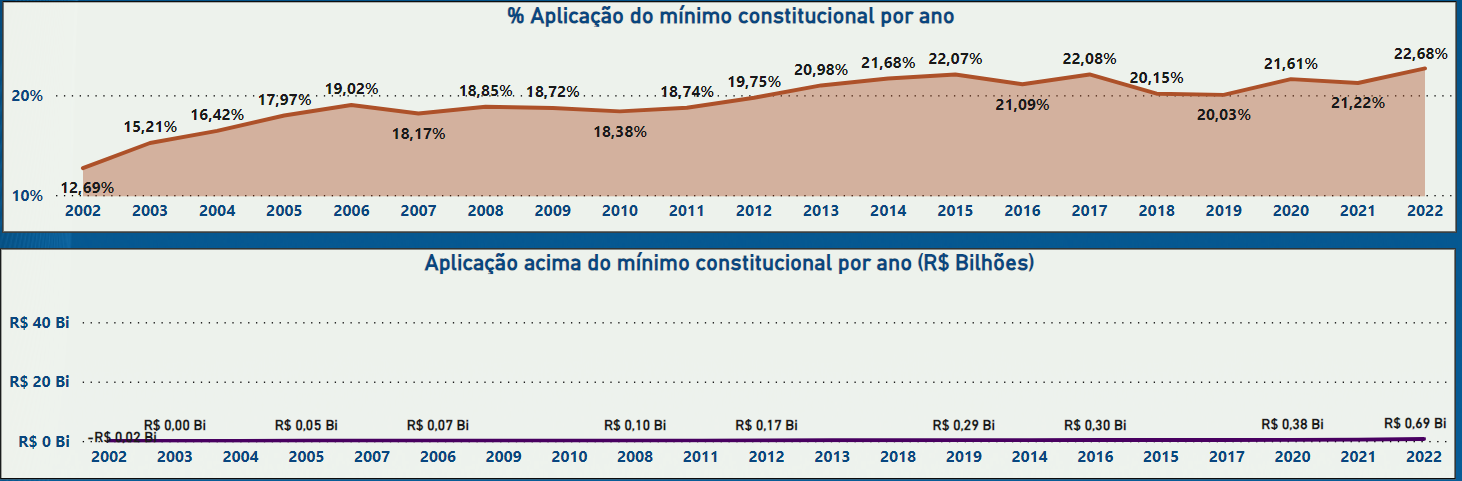 % Aplicação do mínimo constitucional por ano
22,68%
21,68% 22,07% 22,08% 21,61%
20,98% 20,15%
19,02% 18,85% 18,72% 18,74% 19,75%
20% 17,97%
15,21% 16,42% 18,17% 18,38% 21,09% 20,03% 21,22%
12,69%
10%
2002 2003 2004 2005 2006 2007 2008 2009 2010 2011 2012 2013 2014 2015 2016 2017 2018 2019 2020 2021 2022
Aplicação acima do mínimo constitucional por ano (R$ Bilhões)
R$ 40 Bi
R$ 20 Bi
R$ 0,00 Bi R$ 0,05 Bi R$ 0,07 Bi R$ 0,10 Bi R$ 0,17 Bi R$ 0,29 Bi R$ 0,30 Bi R$ 0,38 Bi R$ 0,69 Bi
R$ 0 Bi -R$ 0,02 Bi
2002 2003 2004 2005 2007 2006 2009 2010 2008 2011 2012 2013 2018 2019 2014 2016 2015 2017 2020 2021 2022